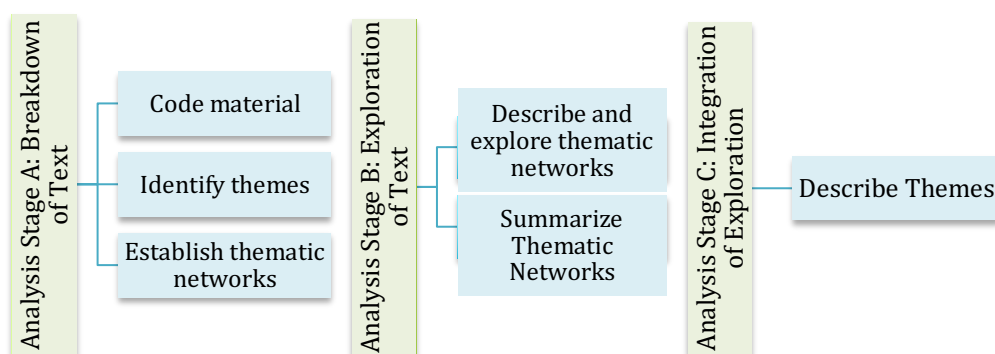 Analysis Stage A: Breakdown
of Text
Code material
Identify themes
Establish thematic
networks
Analysis Stage B: Exploration
of Text
Describe and
explore thematic
networks
Summarize
Thematic
Networks
Analysis Stage C: Integration
of Exploration
Describe Themes